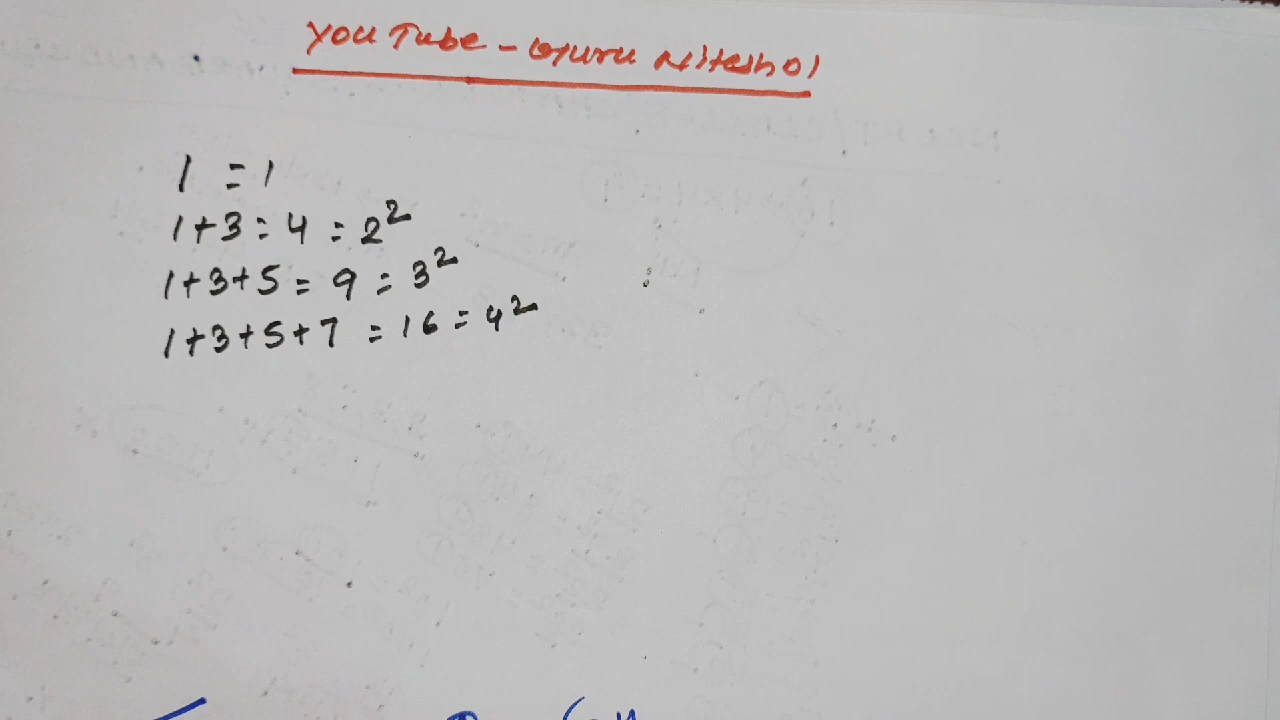 YouTube - Guru Nitesh01
1 = 1
1+3 = 4 = 2²
1+3+5 = 9 = 3²
1+3+5+7 = 16 = 4²